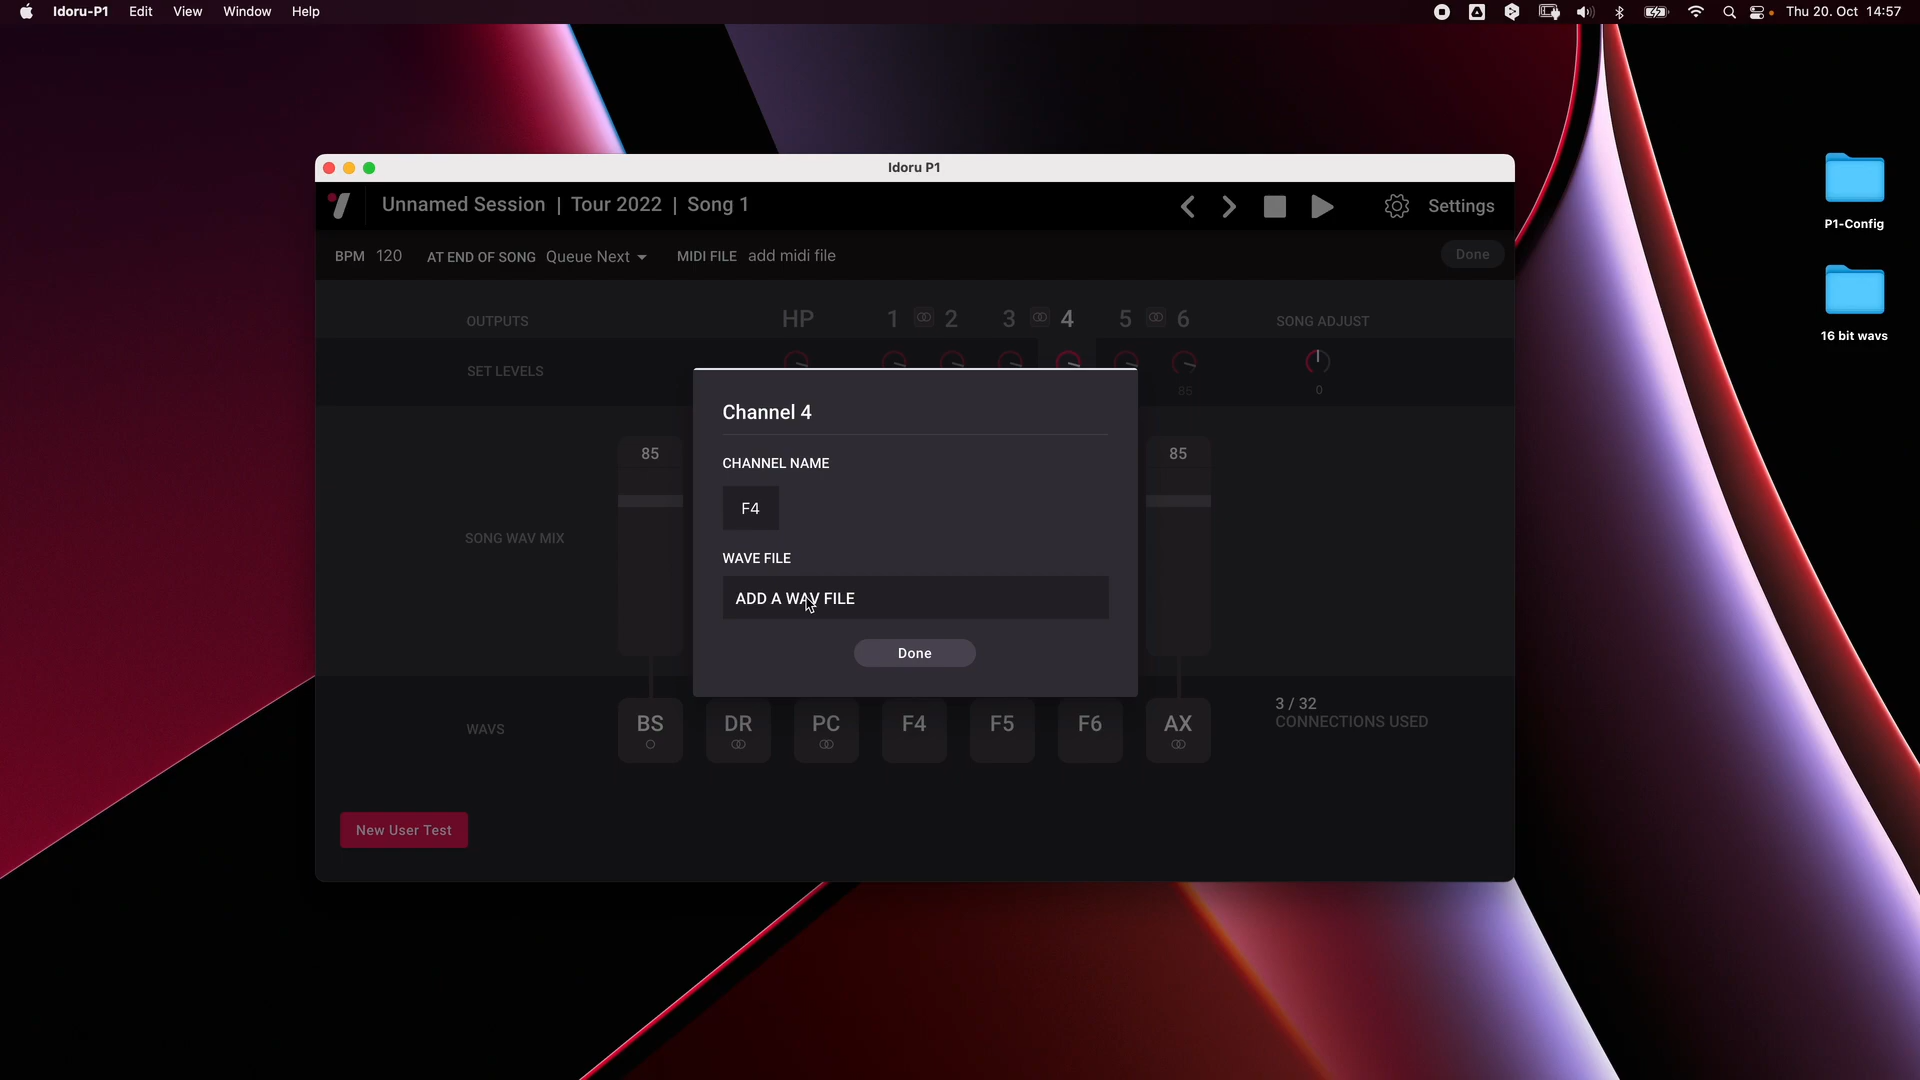 Idoru-P1 Edit View Window Help Thu 20. Oct 14:57
Idoru P1
Unnamed Session | Tour 2022 | Song 1 Settings
BPM 120 AT END OF SONG Queue Next MIDI FILE add midi file Done
OUTPUTS HP 1 2 3 4 5 6 SONG ADJUST
SET LEVELS
85 0
Channel 4
CHANNEL NAME
F4
WAVE FILE
ADD A WAV FILE
Done
85 85
SONG WAV MIX
WAVS BS DR PC F4 F5 F6 AX
3 / 32
CONNECTIONS USED
New User Test
P1-Config
16 bit wavs